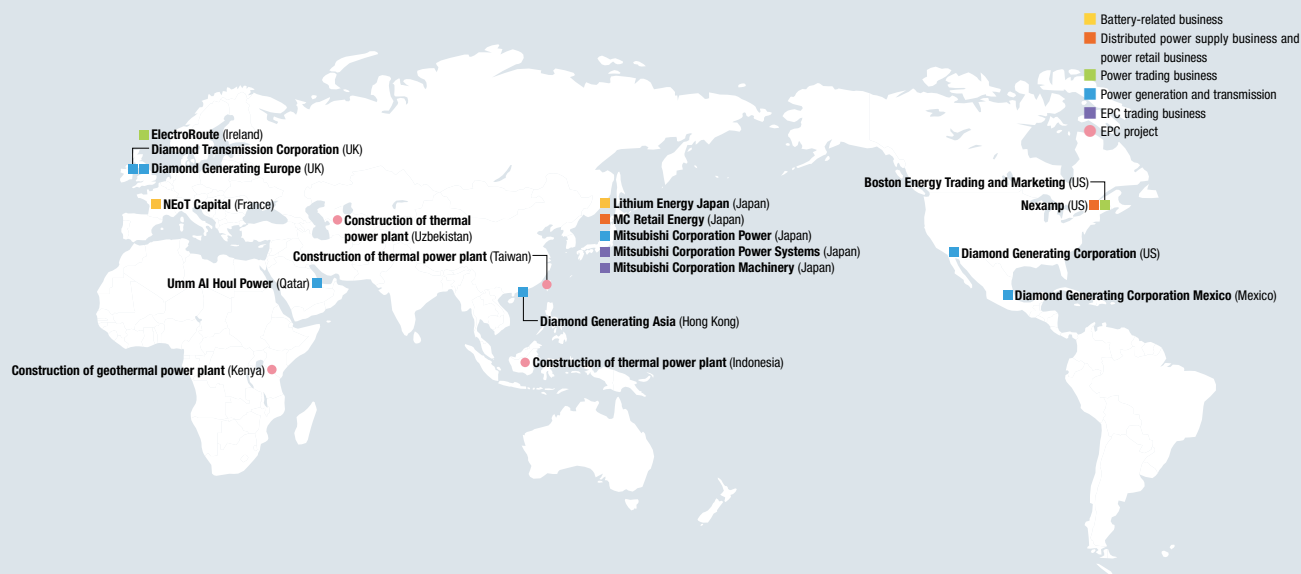 Battery-related business
Distributed power supply business and
power retail business
Power trading business
Power generation and transmission
EPC trading business
EPC project
ElectroRoute (Ireland)
Diamond Transmission Corporation (UK)
Diamond Generating Europe (UK)
NEoT Capital (France)
Construction of thermal
power plant (Uzbekistan)
Construction of thermal power plant (Taiwan)
Umm Al Houl Power (Qatar)
Construction of geothermal power plant (Kenya)
Lithium Energy Japan (Japan)
MC Retail Energy (Japan)
Mitsubishi Corporation Power (Japan)
Mitsubishi Corporation Power Systems (Japan)
Mitsubishi Corporation Machinery (Japan)
Diamond Generating Asia (Hong Kong)
Construction of thermal power plant (Indonesia)
Boston Energy Trading and Marketing (US)
Nexamp (US)
Diamond Generating Corporation (US)
Diamond Generating Corporation Mexico (Mexico)